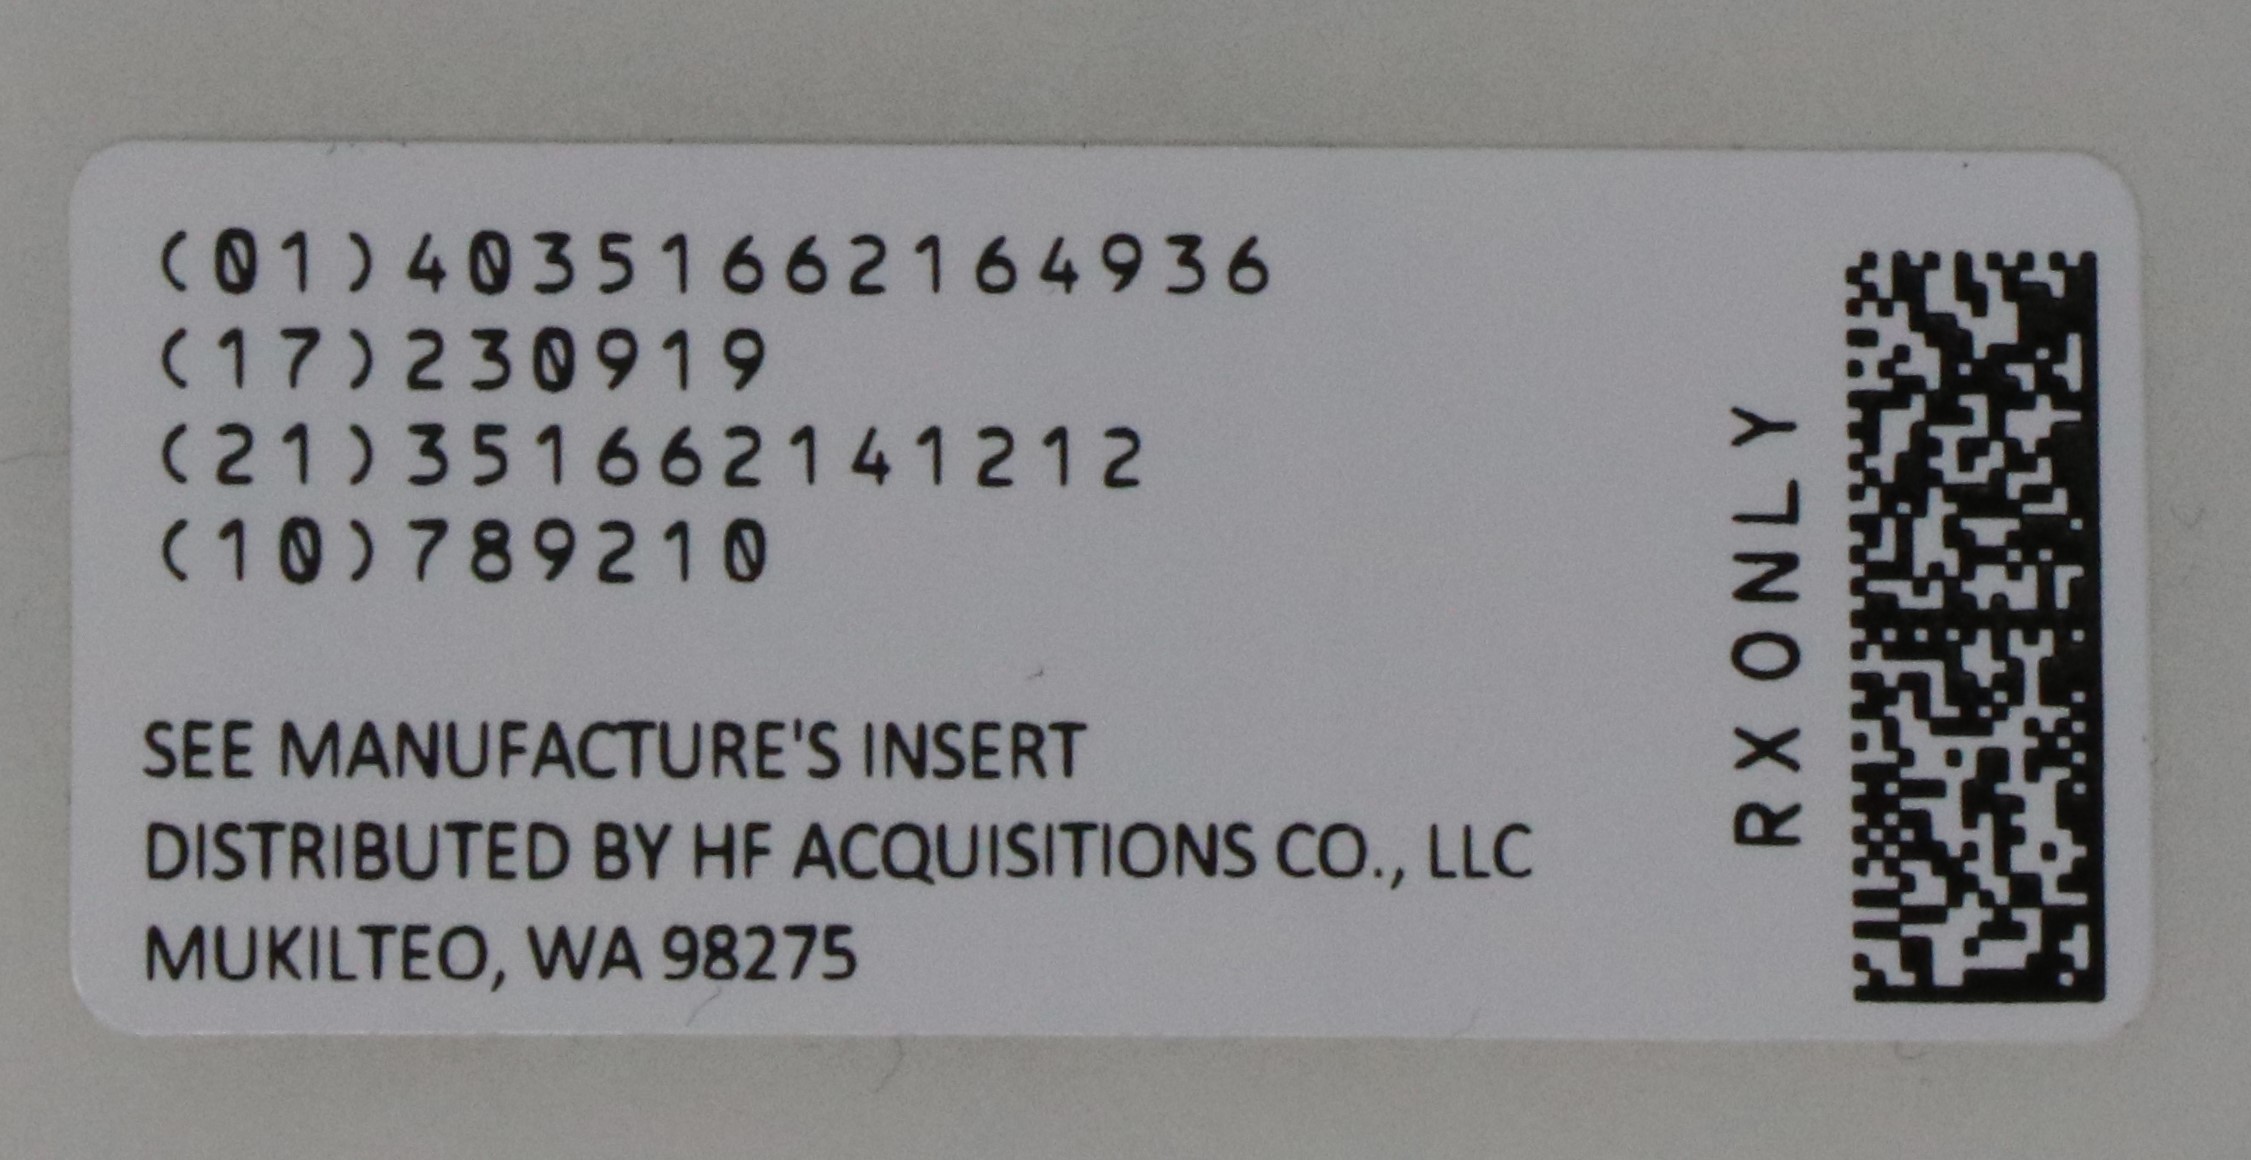 (01)40351662164936
(17)230919
(21)351662141212
(10)789210
SEE MANUFACTURE'S INSERT
DISTRIBUTED BY HF ACQUISITIONS CO., LLC
MUKILTEO, WA 98275
RX ONLY